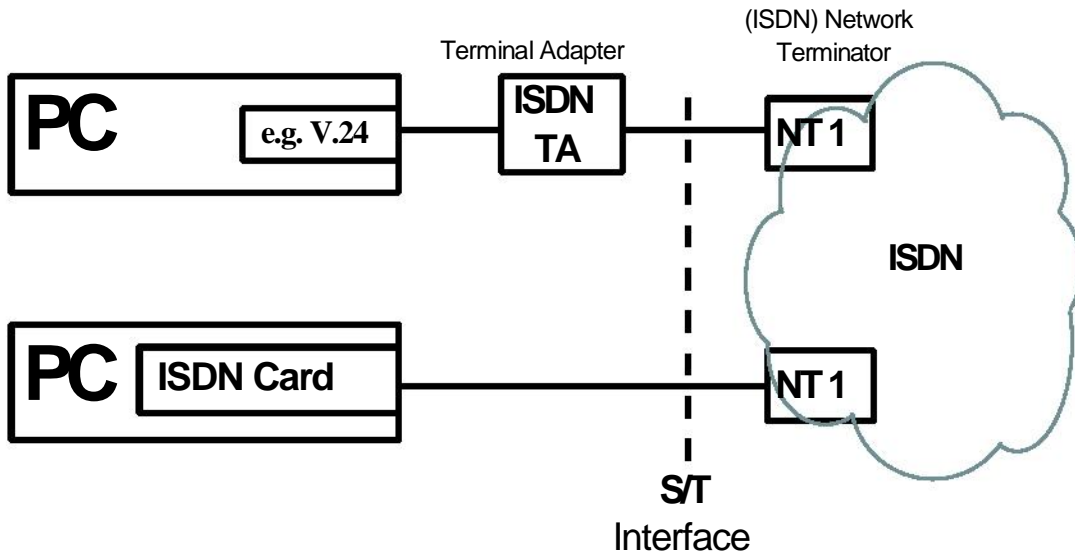 (ISDN) Network
Terminator
Terminal Adapter
PC
e.g. V.24
ISDN
TA
NT 1
ISDN
PC
ISDN Card
NT 1
S/T
Interface